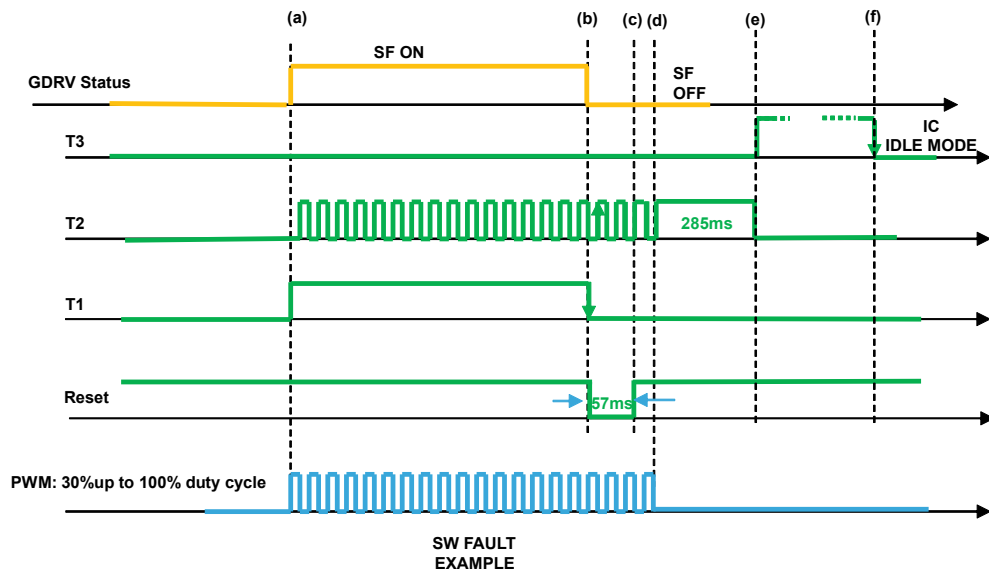 (a)
(b)
(c)
(d)
(e)
(f)
SF ON
GDRV Status
SF
OFF
T3
IC
IDLE MODE
T2
285ms
T1
Reset
57ms
PWM: 30%up to 100% duty cycle
SW FAULT
EXAMPLE